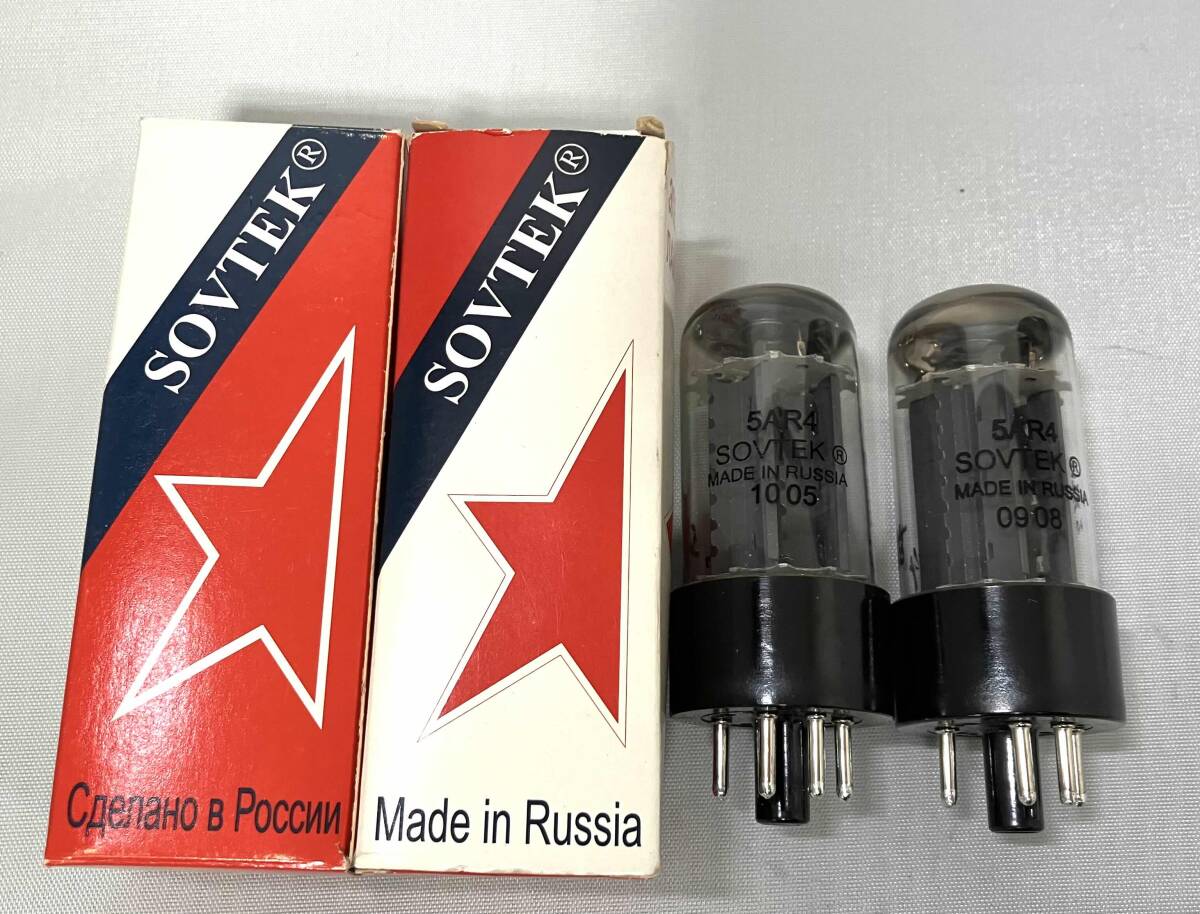 SOVTEK®
Сделано в России
SOVTEK®
Made in Russia
5AR4
SOVTEK ®
MADE IN RUSSIA
10 05
5AR4
SOVTEK ®
MADE IN RUSSIA
09 08